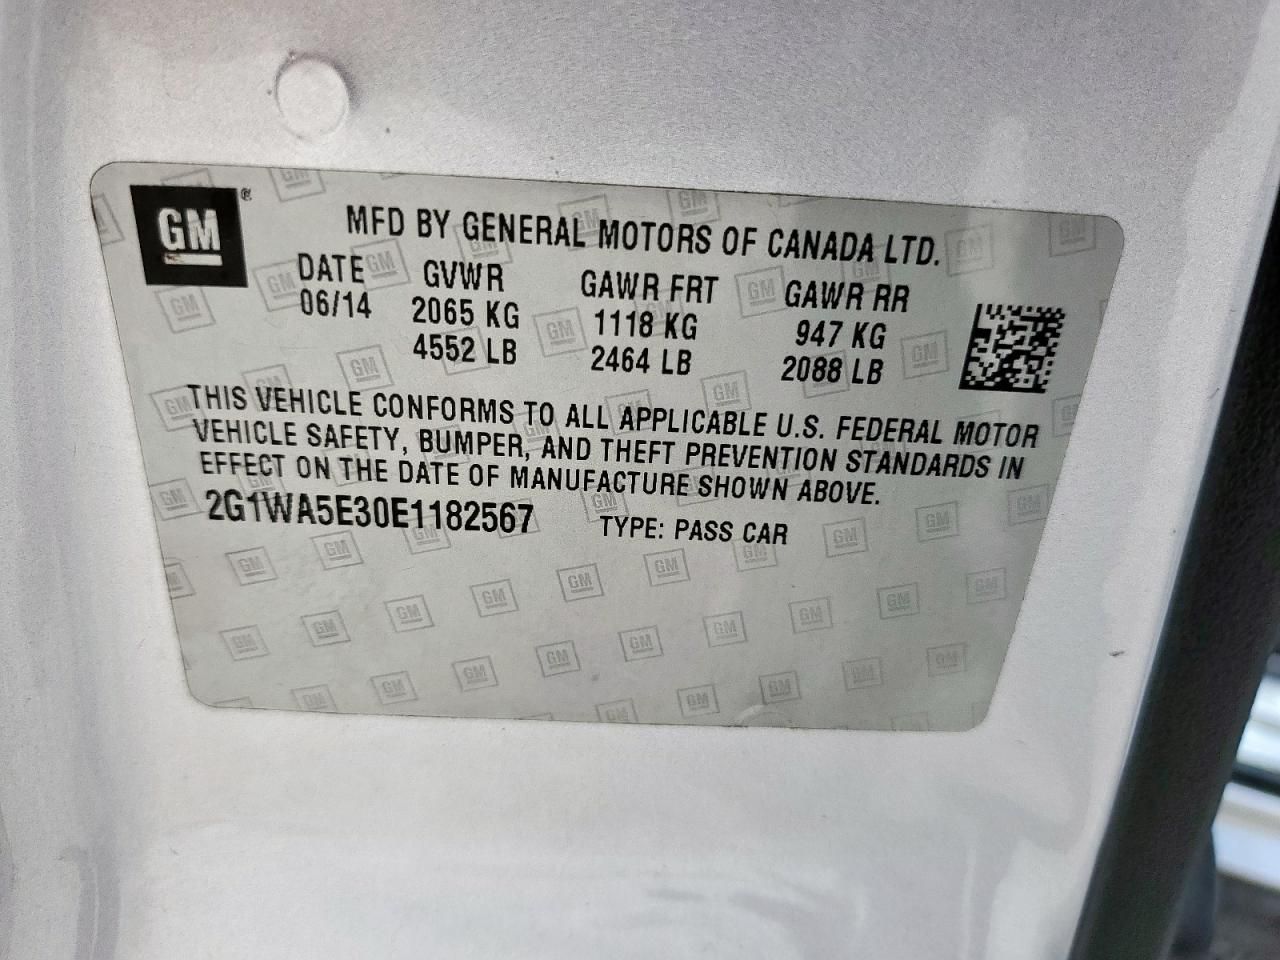 GM
MFD BY GENERAL MOTORS OF CANADA LTD.
DATE GVWR GAWR FRT GAWR RR
06/14 2065 KG 1118 KG 947 KG
4552 LB 2464 LB 2088 LB
THIS VEHICLE CONFORMS TO ALL APPLICABLE U.S. FEDERAL MOTOR
VEHICLE SAFETY, BUMPER, AND THEFT PREVENTION STANDARDS IN
EFFECT ON THE DATE OF MANUFACTURE SHOWN ABOVE.
2G1WA5E30E1182567 TYPE: PASS CAR